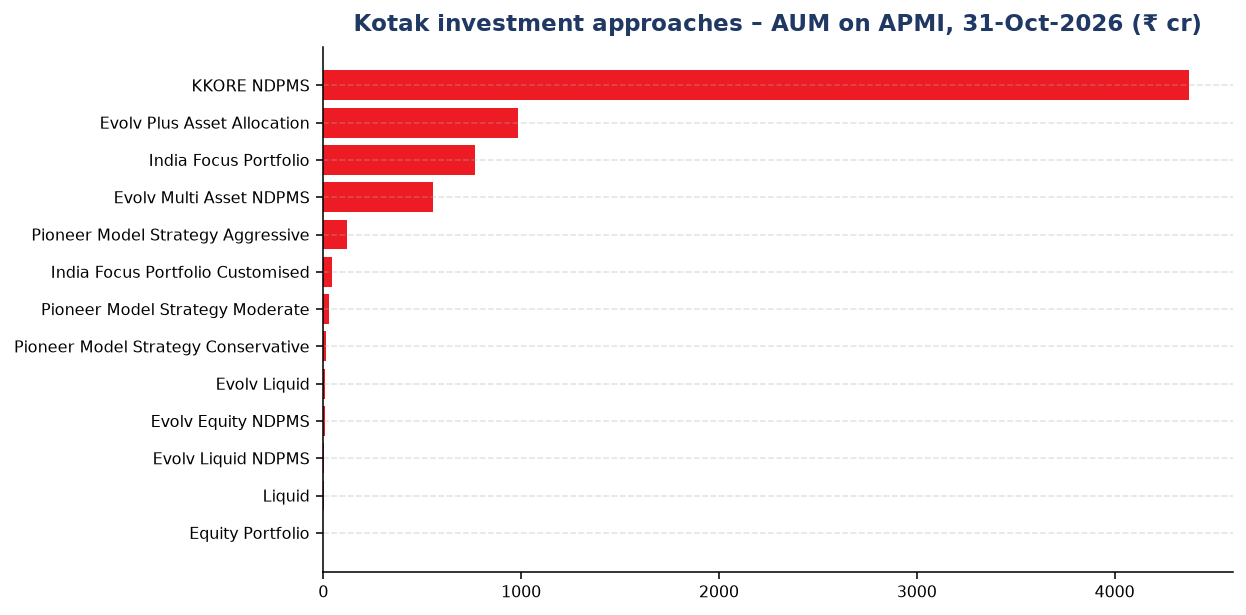 Kotak investment approaches – AUM on APMI, 31-Oct-2026 (₹ cr)
KKORE NDPMS
Evolv Plus Asset Allocation
India Focus Portfolio
Evolv Multi Asset NDPMS
Pioneer Model Strategy Aggressive
India Focus Portfolio Customised
Pioneer Model Strategy Moderate
Pioneer Model Strategy Conservative
Evolv Liquid
Evolv Equity NDPMS
Evolv Liquid NDPMS
Liquid
Equity Portfolio
0 1000 2000 3000 4000